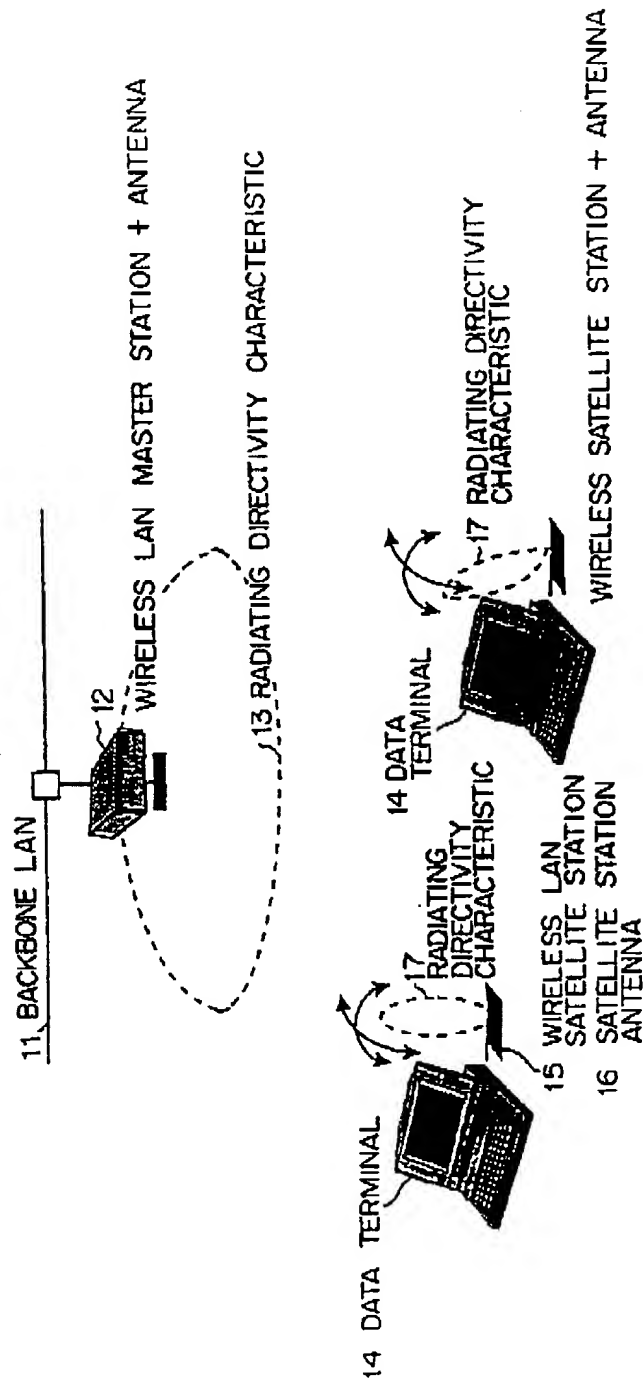 11 BACKBONE LAN
12
WIRELESS LAN MASTER STATION + ANTENNA
13 RADIATING DIRECTIVITY CHARACTERISTIC
14 DATA TERMINAL
17
RADIATING
DIRECTIVITY
CHARACTERISTIC
15 WIRELESS LAN
SATELLITE STATION
16 SATELLITE STATION
ANTENNA
14 DATA
TERMINAL
17 RADIATING DIRECTIVITY
CHARACTERISTIC
WIRELESS SATELLITE STATION + ANTENNA